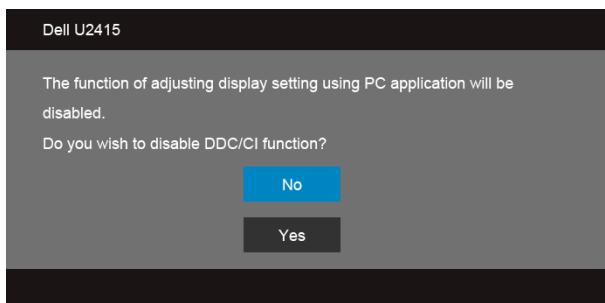 Dell U2415
The function of adjusting display setting using PC application will be
disabled.
Do you wish to disable DDC/CI function?
No
Yes